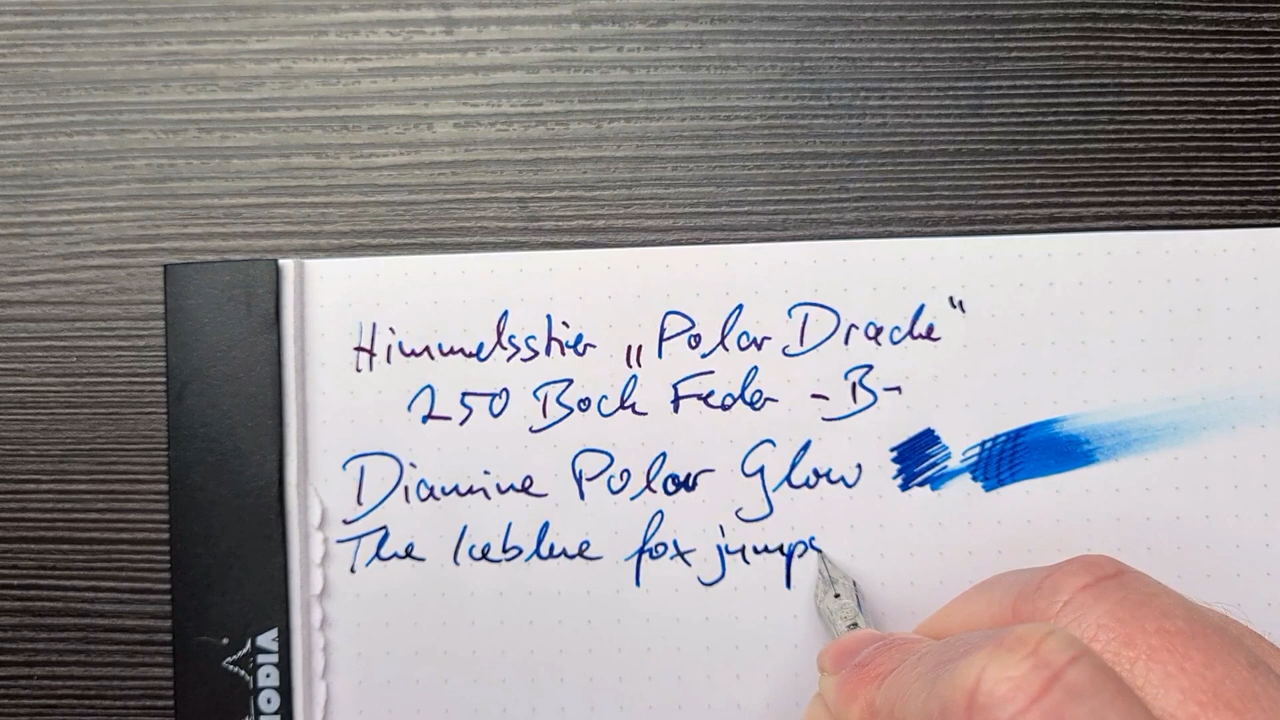 Himmelsstier „Polar Drache“
250 Bock Feder -B-
Diamine Polar Glow
The Iceblue fox jumps